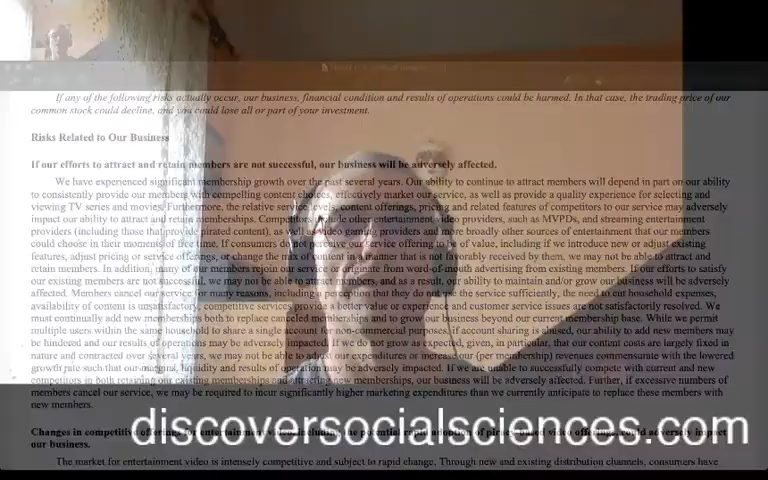 If any of the following risks actually occur, our business, financial condition and results of operations could be harmed. In that case, the trading price of our
common stock could decline, and you could lose all or part of your investment.
Risks Related to Our Business
If our efforts to attract and retain members are not successful, our business will be adversely affected.
We have experienced significant membership growth over the past several years. Our ability to continue to attract members will depend in part on our ability
to consistently provide our members with compelling content choices, effectively market our service, as well as provide a quality experience for selecting and
viewing TV series and movies. Furthermore, the relative service levels, content offerings, pricing and related features of competitors to our service may adversely
impact our ability to attract and retain memberships. Competitors include other entertainment video providers, such as MVPDs, and streaming entertainment
providers (including those that provide pirated content), as well as video gaming providers and more broadly other sources of entertainment that our members
could choose in their moments of free time. If consumers do not perceive our service offering to be of value, including if we introduce new or adjust existing
features, adjust pricing or service offerings, or change the mix of content in a manner that is not favorably received by them, we may not be able to attract and
retain members. In addition, many of our members rejoin our service or originate from word-of-mouth advertising from existing members. If our efforts to satisfy
our existing members are not successful, we may not be able to attract members, and as a result, our ability to maintain and/or grow our business will be adversely
affected. Members cancel our service for many reasons, including a perception that they do not use the service sufficiently, the need to cut household expenses,
availability of content is unsatisfactory, competitive services provide a better value or experience and customer service issues are not satisfactorily resolved. We
must continually add new memberships both to replace canceled memberships and to grow our business beyond our current membership base. While we permit
multiple users within the same household to share a single account for non-commercial purposes, if account sharing is abused, our ability to add new members may
be hindered and our results of operations may be adversely impacted. If we do not grow as expected, given, in particular, that our content costs are largely fixed in
nature and contracted over several years, we may not be able to adjust our expenditures or increase our (per membership) revenues commensurate with the lowered
growth rate such that our margins, liquidity and results of operation may be adversely impacted. If we are unable to successfully compete with current and new
competitors in both retaining our existing memberships and attracting new memberships, our business will be adversely affected. Further, if excessive numbers of
members cancel our service, we may be required to incur significantly higher marketing expenditures than we currently anticipate to replace these members with
new members.
discoversocialsciences.com
Changes in competitive offerings for entertainment video, including the potential rapid adoption of piracy-based video offerings, could adversely impact
our business.
The market for entertainment video is intensely competitive and subject to rapid change. Through new and existing distribution channels, consumers have